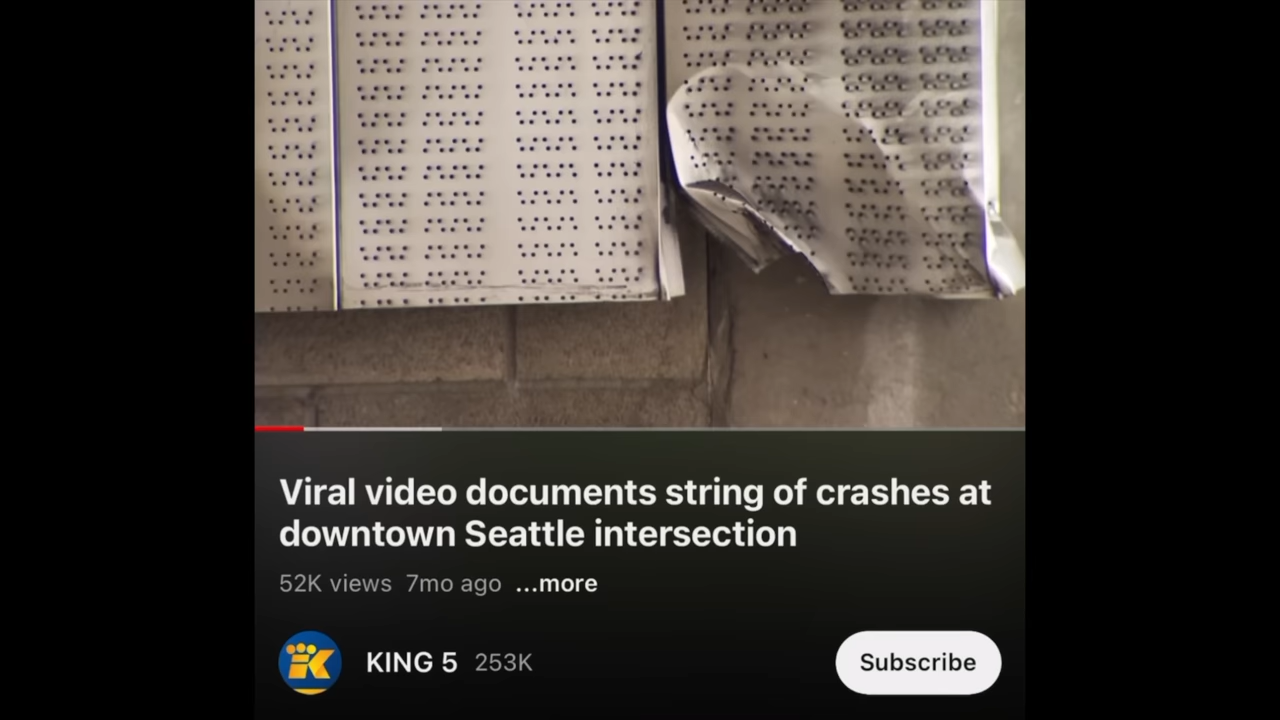 Viral video documents string of crashes at
downtown Seattle intersection
52K views 7mo ago ...more
KING 5 253K
Subscribe